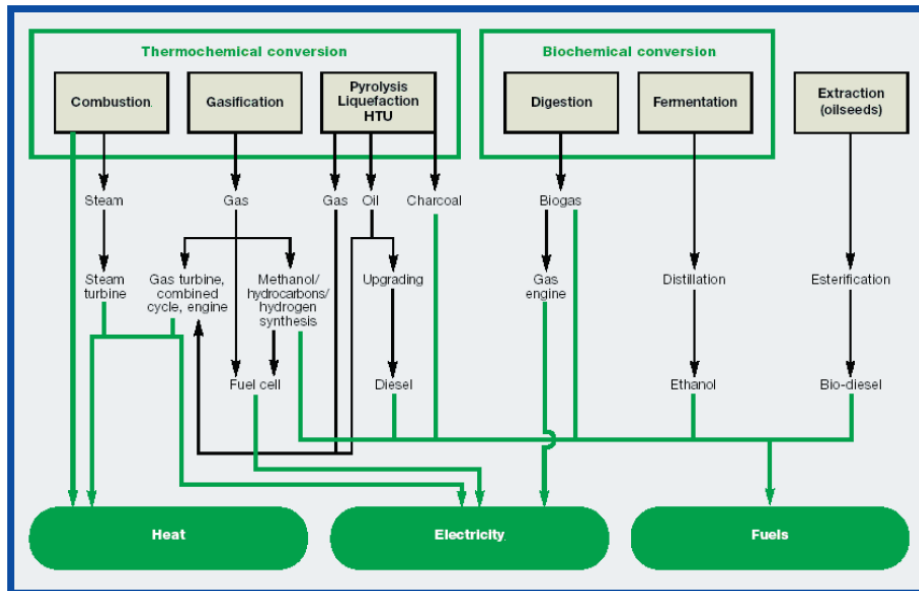 Thermochemical conversion
Biochemical conversion
Combustion.
Gasification
Pyrolysis
Liquefaction
HTU
Digestion
Fermentation
Extraction
(oilseeds)
Steam
Gas
Gas
Oil
Charcoal
Biogas
Steam
turbine
Gas turbine,
combined
cycle, engine
Methanol/
hydrocarbons/
hydrogen
synthesis
Upgrading
Gas
engine
Distillation
Esterification
Fuel cell
Diesel
Ethanol
Bio-diesel
Heat
Electricity
Fuels